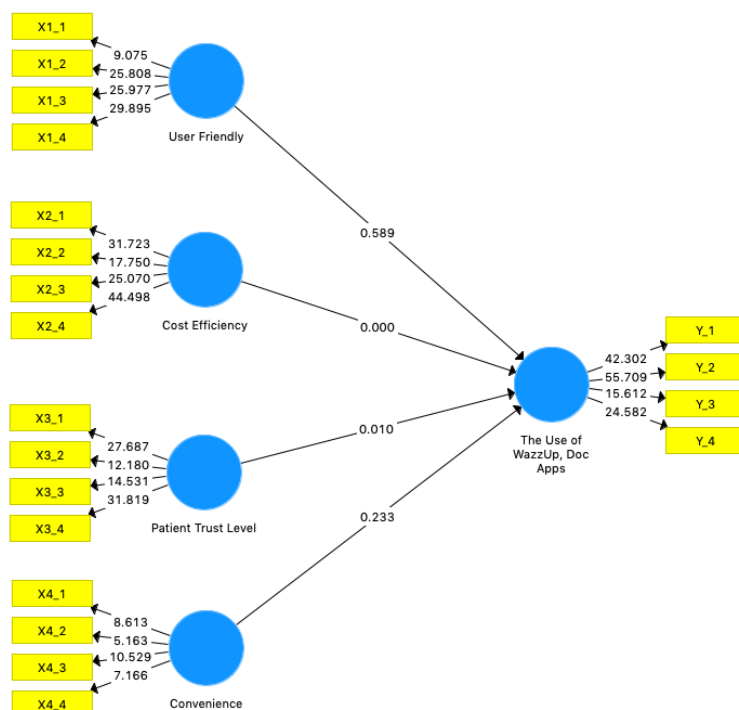 X1_1
X1_2
X1_3
X1_4
9.075
25.808
25.977
29.895
User Friendly
0.589
X2_1
X2_2
X2_3
X2_4
31.723
17.750
25.070
44.498
Cost Efficiency
0.000
X3_1
X3_2
X3_3
X3_4
27.687
12.180
14.531
31.819
Patient Trust Level
0.010
X4_1
X4_2
X4_3
X4_4
8.613
5.163
10.529
7.166
Convenience
0.233
42.302
55.709
15.612
24.582
Y_1
Y_2
Y_3
Y_4
The Use of
WazzUp, Doc
Apps